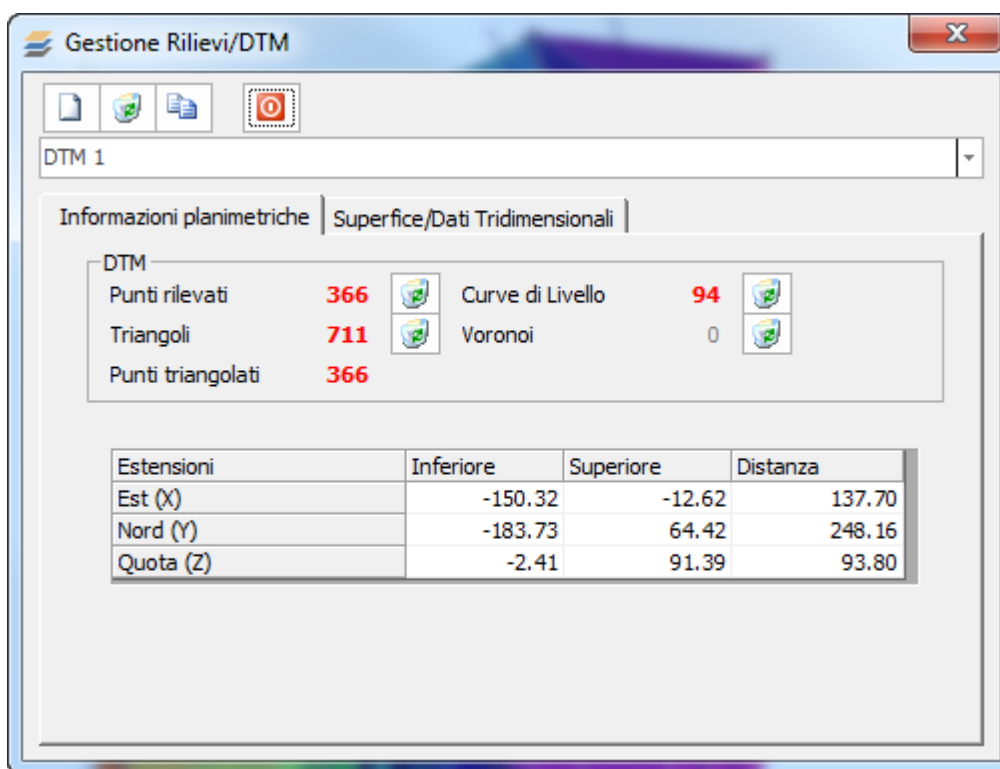 Gestione Rilievi/DTM
DTM 1
Informazioni planimetriche Superfice/Dati Tridimensionali
DTM
Punti rilevati 366 Curve di Livello 94
Triangoli 711 Voronoi 0
Punti triangolati 366
Estensioni Inferiore Superiore Distanza
Est (X) -150.32 -12.62 137.70
Nord (Y) -183.73 64.42 248.16
Quota (Z) -2.41 91.39 93.80